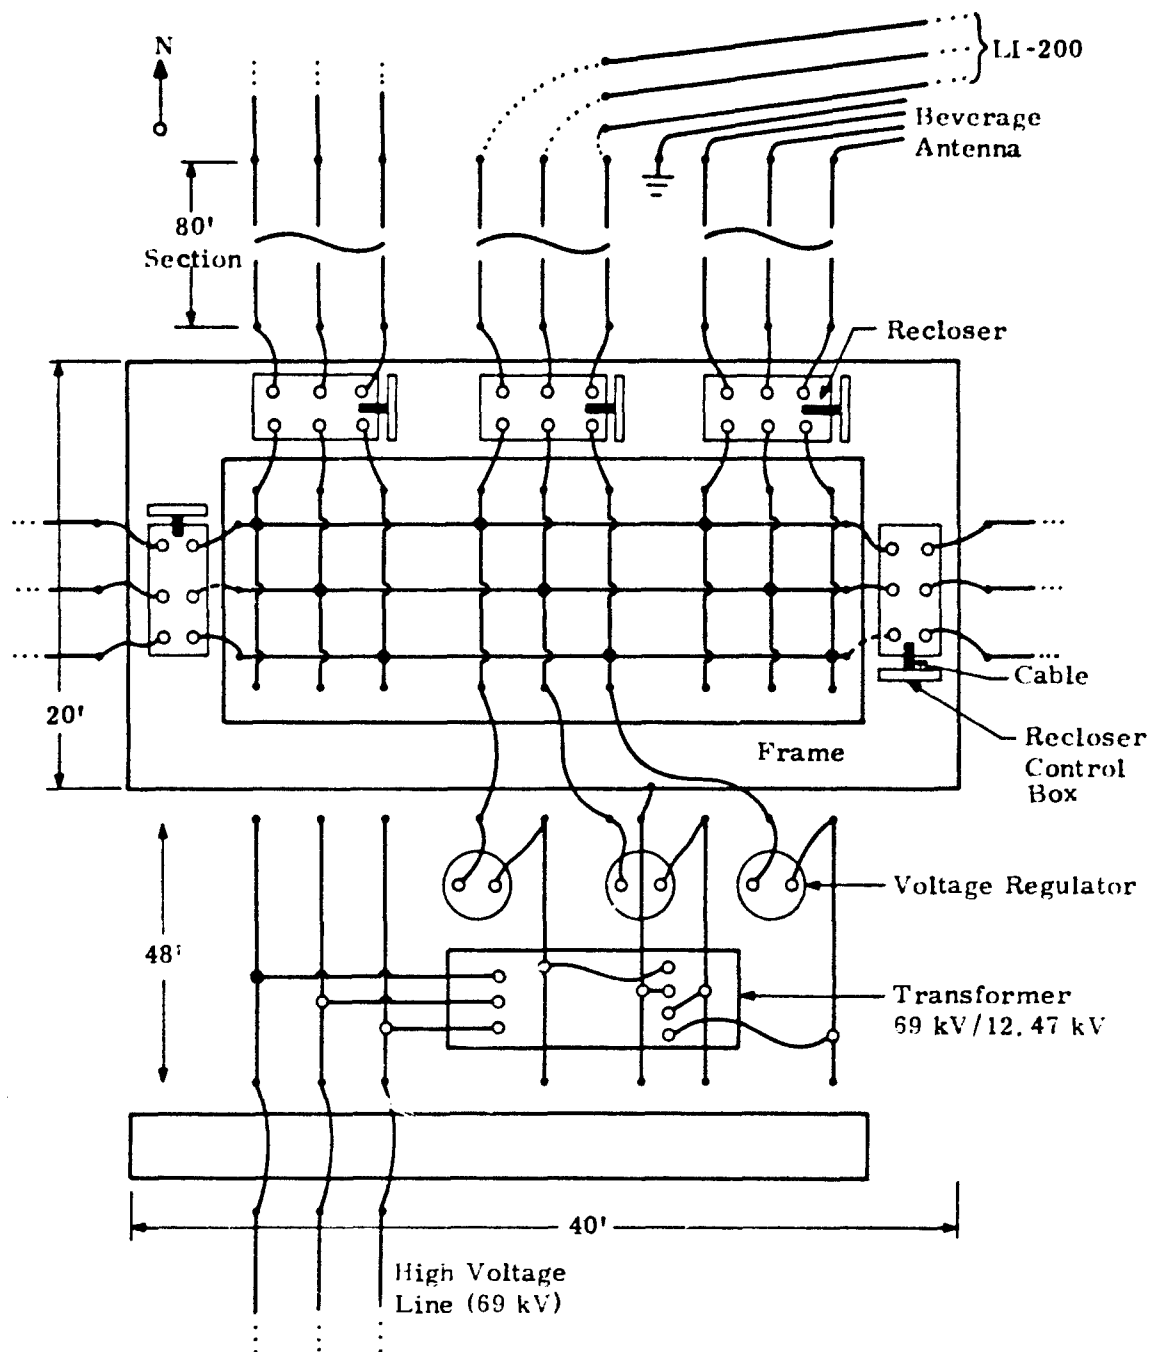 N
LI-200
Beverage
Antenna
80'
Section
Recloser
20'
Cable
Frame
Recloser
Control
Box
Voltage Regulator
48'
Transformer
69 kV/12.47 kV
40'
High Voltage
Line (69 kV)